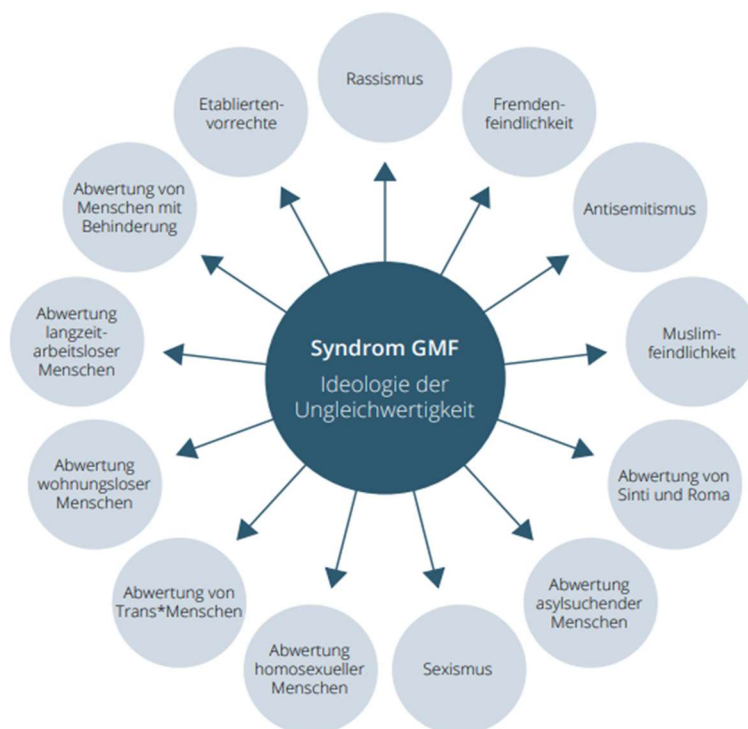 Rassismus
Fremden-
feindlichkeit
Antisemitismus
Muslim-
feindlichkeit
Abwertung von
Sinti und Roma
Abwertung
asylsuchender
Menschen
Sexismus
Abwertung
homosexueller
Menschen
Abwertung von
Trans*Menschen
Abwertung
wohnungsloser
Menschen
Abwertung
langzeit-
arbeitsloser
Menschen
Abwertung von
Menschen mit
Behinderung
Etablierten-
vorrechte
Syndrom GMF
Ideologie der
Ungleichwertigkeit